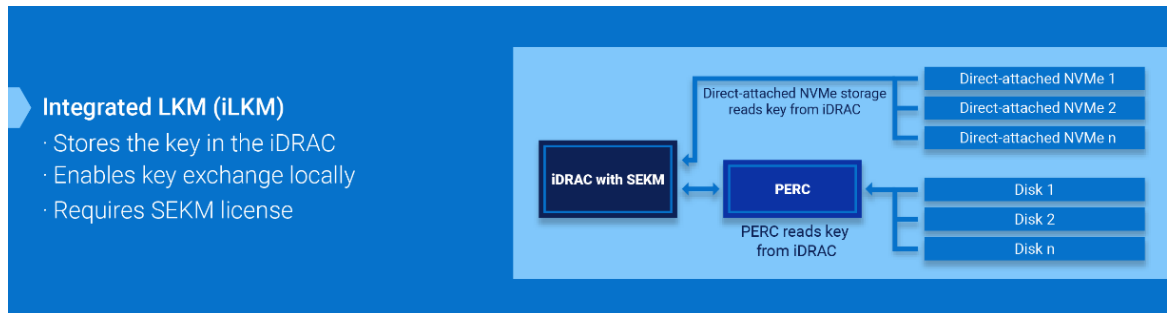 Integrated LKM (iLKM)
· Stores the key in the iDRAC
· Enables key exchange locally
· Requires SEKM license
Direct-attached NVMe storage
reads key from iDRAC
iDRAC with SEKM
PERC
PERC reads key
from iDRAC
Direct-attached NVMe 1
Direct-attached NVMe 2
Direct-attached NVMe n
Disk 1
Disk 2
Disk n